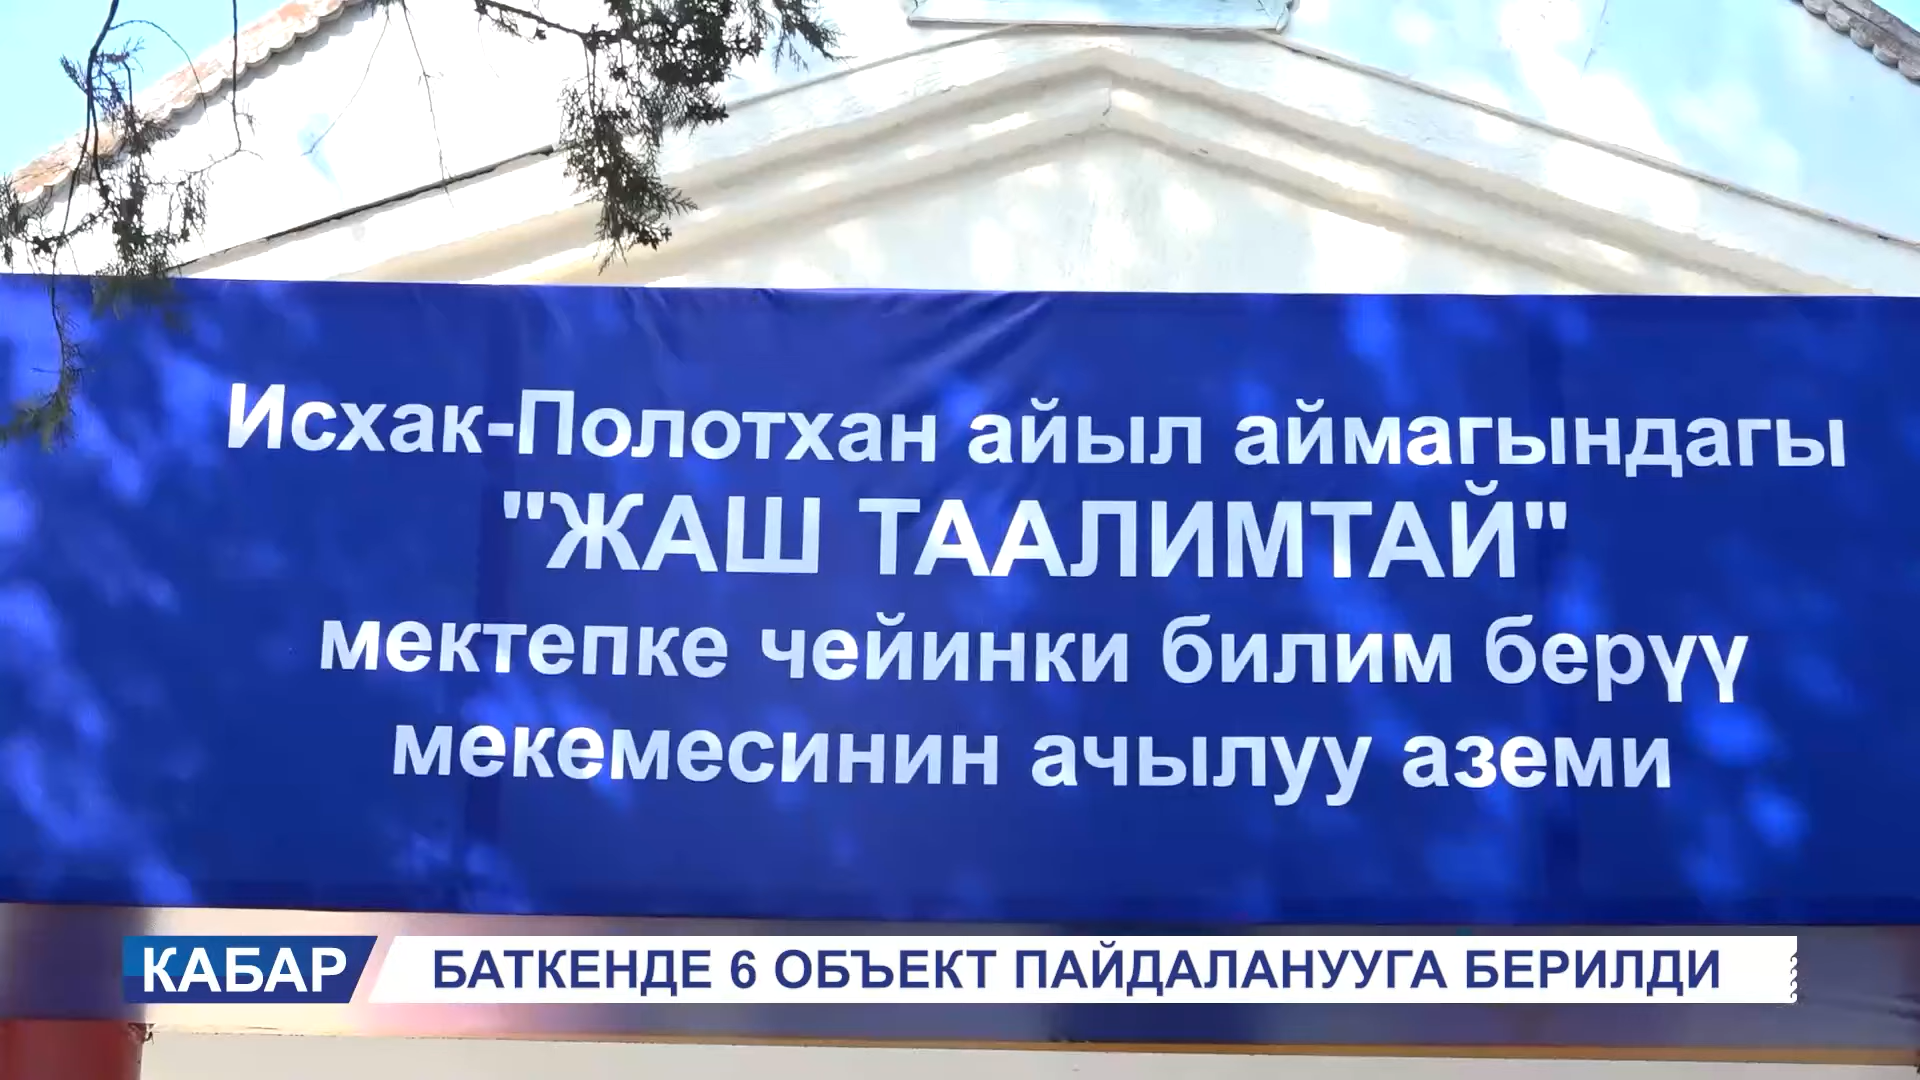 Исхак-Полотхан айыл аймагындагы
"ЖАШ ТААЛИМТАЙ"
мектепке чейинки билим берүү
мекемесинин ачылуу аземи
КАБАР
БАТКЕНДЕ 6 ОБЪЕКТ ПАЙДАЛАНУУГА БЕРИЛДИ